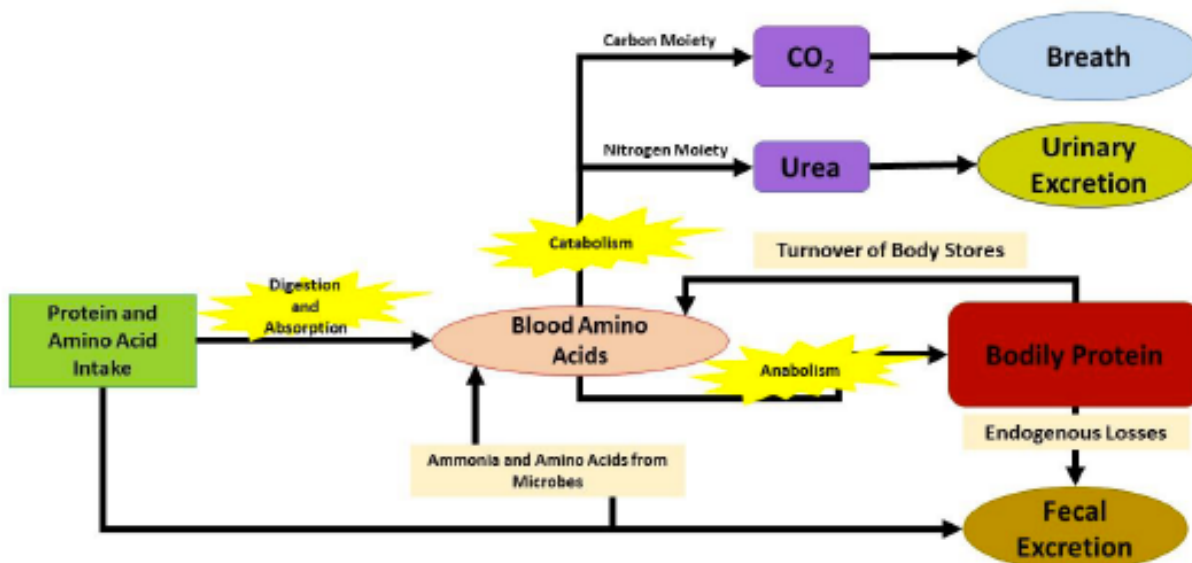 Carbon Moiety
CO₂
Breath
Nitrogen Moiety
Urea
Urinary
Excretion
Catabolism
Turnover of Body Stores
Digestion
and
Absorption
Protein and
Amino Acid
Intake
Blood Amino
Acids
Anabolism
Bodily Protein
Endogenous Losses
Ammonia and Amino Acids from
Microbes
Fecal
Excretion